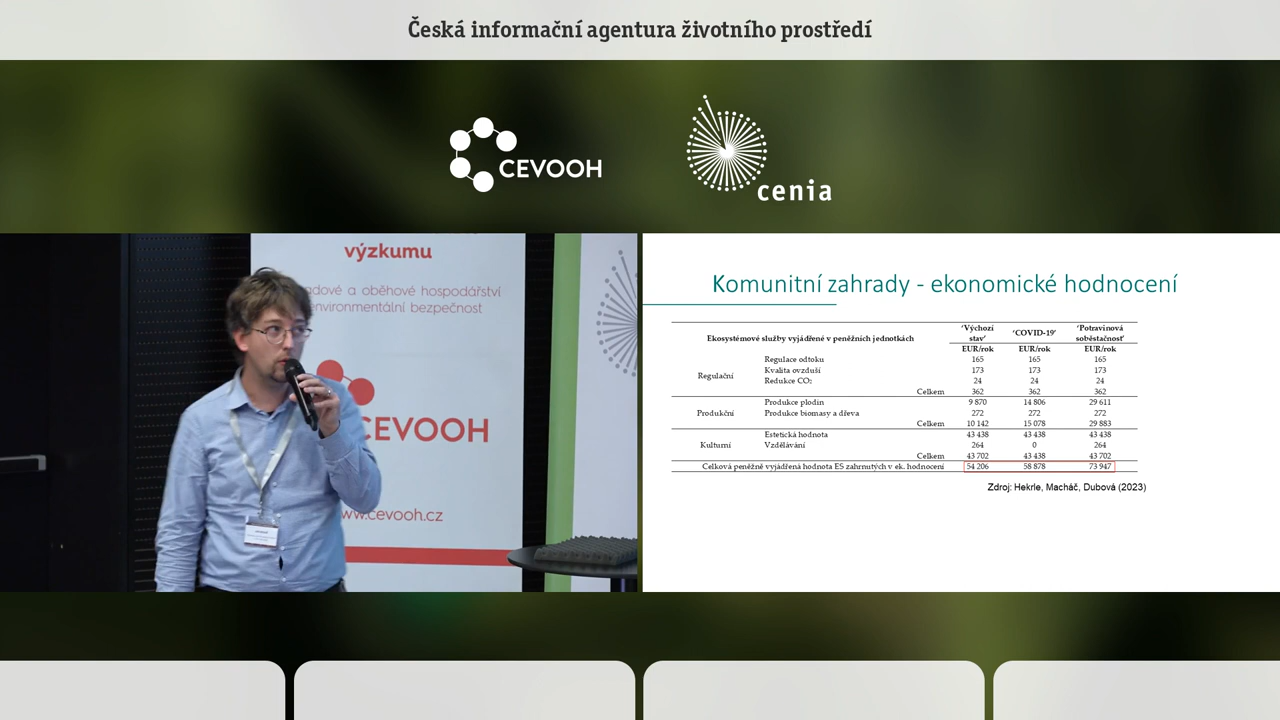 Česká informační agentura životního prostředí
CEVOOH
cenia
výzkumu
adové a oběhové hospodářství
environmentální bezpečnost
CEVOOH
ww.cevooh.cz
Komunitní zahrady - ekonomické hodnocení
Ekosystémové služby vyjádřené v peněžních jednotkách 'Výchozí stav' 'COVID-19' 'Potravinová soběstačnost'
EUR/rok EUR/rok EUR/rok
Regulační
Regulace odtoku 165 165 165
Kvalita ovzduší 173 173 173
Redukce CO₂ 24 24 24
Celkem 362 362 362
Produkční
Produkce plodin 9 870 14 806 29 611
Produkce biomasy a dřeva 272 272 272
Celkem 10 142 15 078 29 883
Kulturní
Estetická hodnota 43 438 43 438 43 438
Vzdělávání 264 0 264
Celkem 43 702 43 438 43 702
Celková peněžně vyjádřená hodnota ES zahrnutých v ek. hodnocení 54 206 58 878 73 947
Zdroj: Hekrle, Macháč, Dubová (2023)